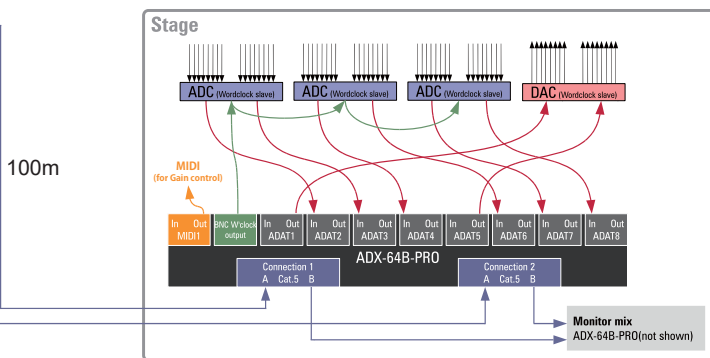 Stage
ADC (Wordclock slave)
ADC (Wordclock slave)
ADC (Wordclock slave)
DAC (Wordclock slave)
100m
MIDI
(for Gain control)
In Out
MIDI1
BNC W'clock
output
In Out
ADAT1
In Out
ADAT2
In Out
ADAT3
In Out
ADAT4
In Out
ADAT5
In Out
ADAT6
In Out
ADAT7
In Out
ADAT8
ADX-64B-PRO
Connection 1
A Cat.5 B
Connection 2
A Cat.5 B
Monitor mix
ADX-64B-PRO(not shown)